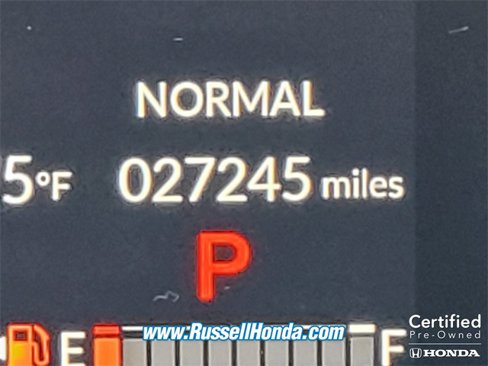 NORMAL
5°F 027245 miles
P
E www.RussellHonda.com F
Certified
Pre-Owned
HONDA